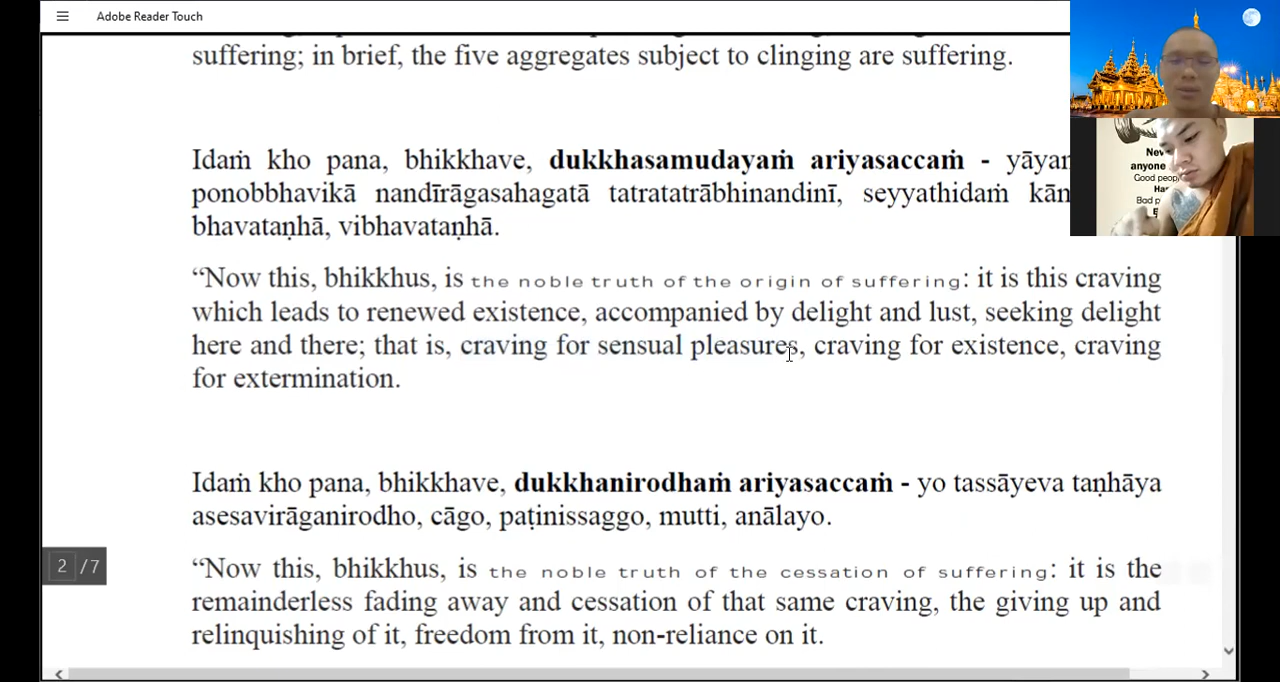 Adobe Reader Touch
suffering; in brief, the five aggregates subject to clinging are suffering.
Idaṁ kho pana, bhikkhave, dukkhasamudayaṁ ariyasaccaṁ -
ponobbhavikā nandīrāgasahagatā tatratatrābhinandinī, seyyathidaṁ
bhavataṇhā, vibhavataṇhā.
“Now this, bhikkhus, is the noble truth of the origin of suffering: it is this craving
which leads to renewed existence, accompanied by delight and lust, seeking delight
here and there; that is, craving for sensual pleasures, craving for existence, craving
for extermination.
Idaṁ kho pana, bhikkhave, dukkhanirodhaṁ ariyasaccaṁ - yo tassāyeva taṇhāya
asesavirāganirodho, cāgo, paṭinissaggo, mutti, anālayo.
“Now this, bhikkhus, is the noble truth of the cessation of suffering: it is the
remainderless fading away and cessation of that same craving, the giving up and
relinquishing of it, freedom from it, non-reliance on it.
2 /7
anyone
Good
Bad